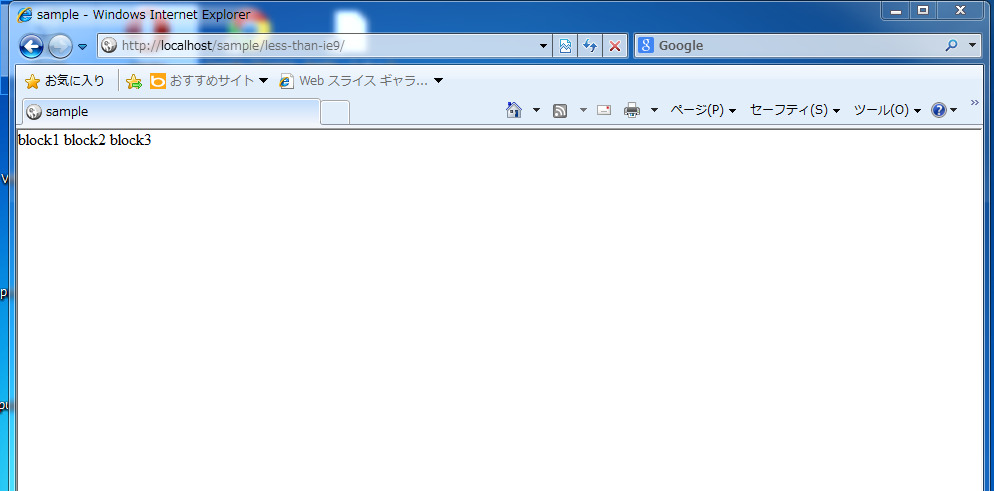 sample - Windows Internet Explorer
http://localhost/sample/less-than-ie9/
Google
お気に入り
おすすめサイト
Web スライス ギャラ...
sample
ページ(P)
セーフティ(S)
ツール(O)
block1 block2 block3